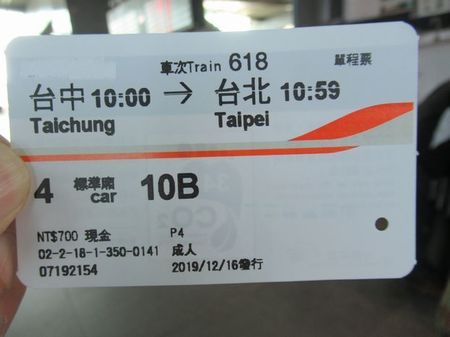 車次Train 618 單程票
台中 10:00 → 台北 10:59
Taichung Taipei
4 標準廂 10B
car
NT$700 現金 P4
02-2-18-1-350-0141 成人
07192154 2019/12/16發行